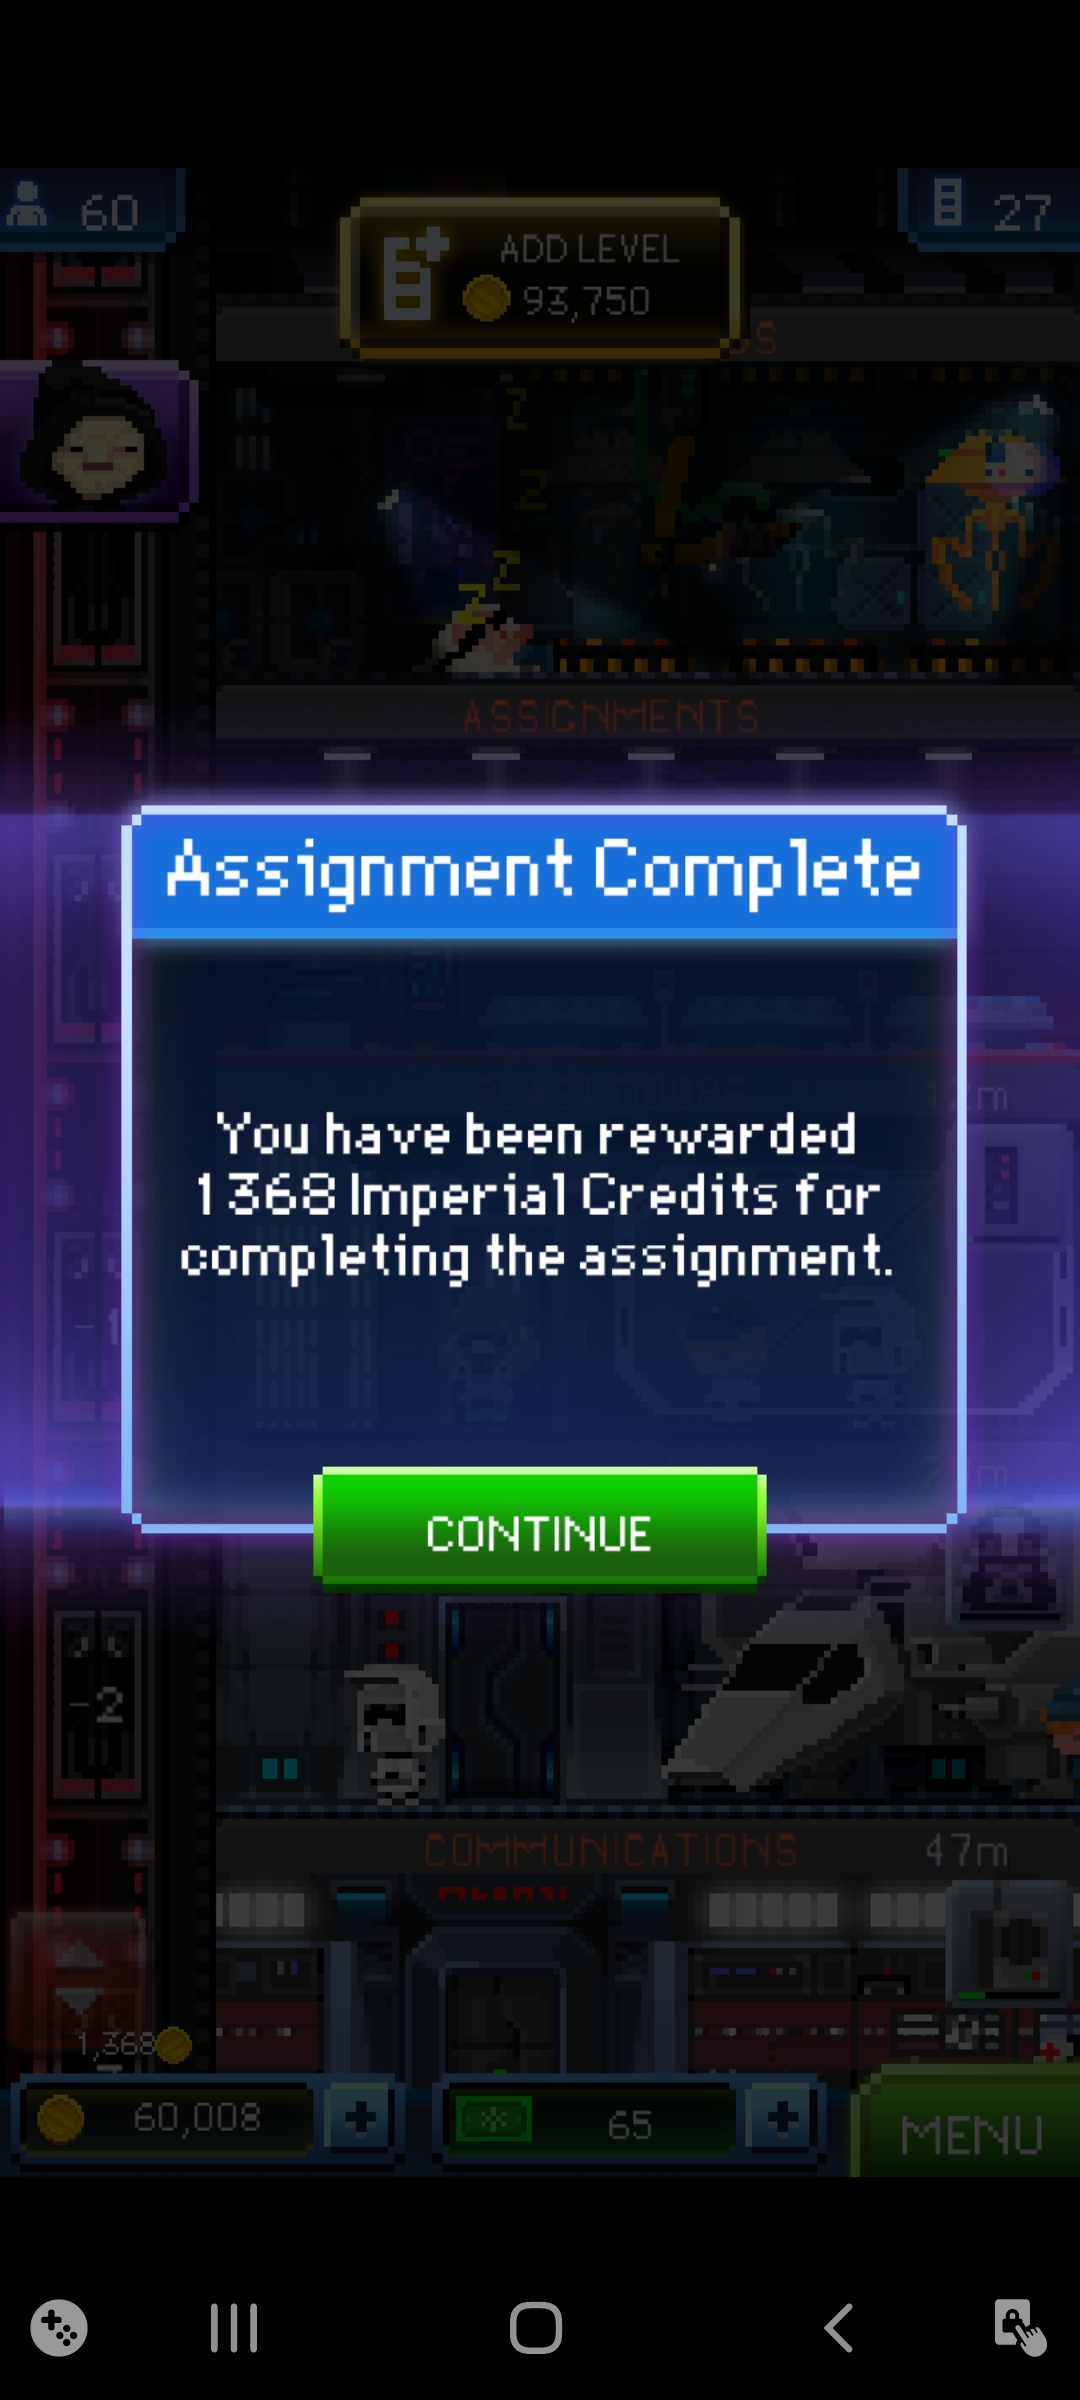 60
27
ADD LEVEL
93,750
ASSIGNMENTS
Assignment Complete
You have been rewarded
1368 Imperial Credits for
completing the assignment.
CONTINUE
-2
COMMUNICATIONS
47m
1,368
60,008
65
MENU